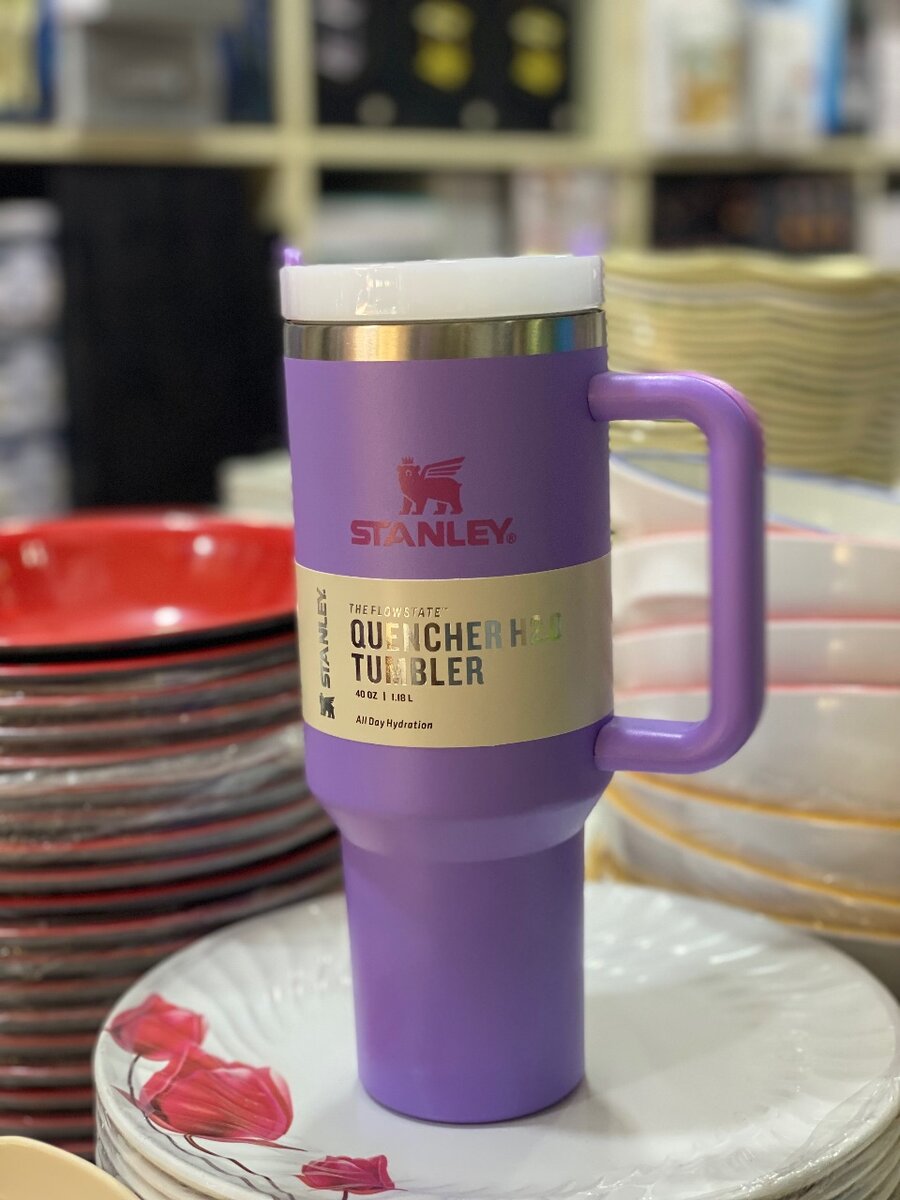 STANLEY®
STANLEY
THE FLOWSTATE™
QUENCHER H2.0
TUMBLER
40 OZ | 1.18 L
All Day Hydration